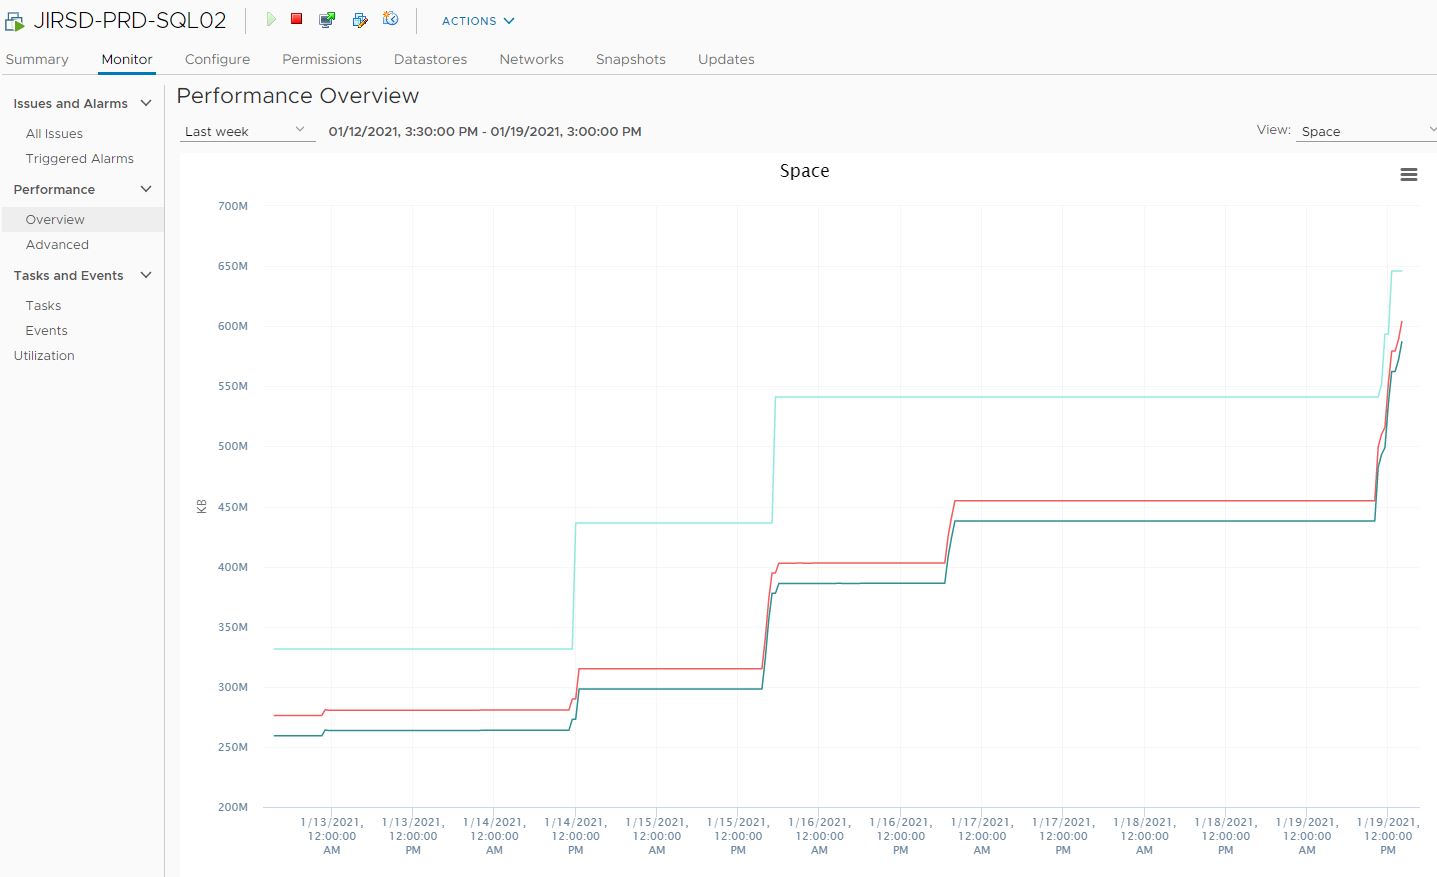 JIRSD-PRD-SQL02
ACTIONS
Summary Monitor Configure Permissions Datastores Networks Snapshots Updates
Issues and Alarms
All Issues
Triggered Alarms
Performance
Overview
Advanced
Tasks and Events
Tasks
Events
Utilization
Performance Overview
Last week 01/12/2021, 3:30:00 PM - 01/19/2021, 3:00:00 PM
View: Space
Space
700M
650M
600M
550M
500M
450M
400M
350M
300M
250M
200M
KB
1/13/2021, 1/13/2021, 1/14/2021, 1/14/2021, 1/15/2021, 1/15/2021, 1/16/2021, 1/16/2021, 1/17/2021, 1/17/2021, 1/18/2021, 1/18/2021, 1/19/2021, 1/19/2021,
12:00:00 12:00:00 12:00:00 12:00:00 12:00:00 12:00:00 12:00:00 12:00:00 12:00:00 12:00:00 12:00:00 12:00:00 12:00:00 12:00:00
AM PM AM PM AM PM AM PM AM PM AM PM AM PM